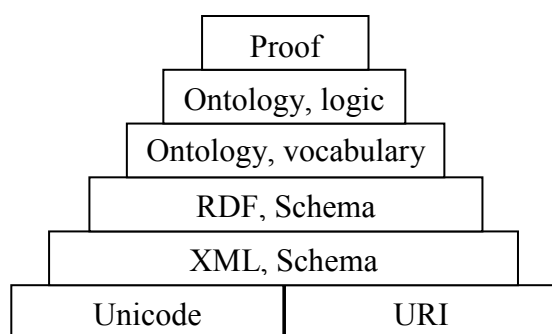 Proof
Ontology, logic
Ontology, vocabulary
RDF, Schema
XML, Schema
Unicode URI